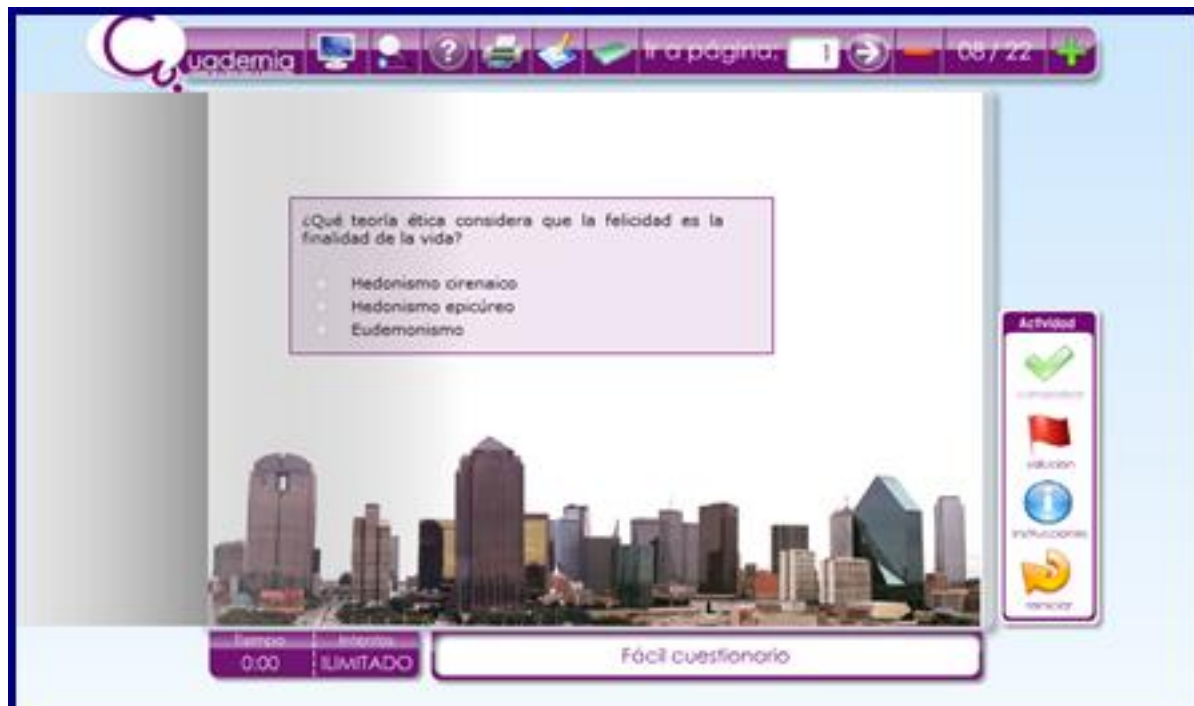 Cuadernia Ir a página: 1 08 / 22
¿Qué teoría ética considera que la felicidad es la
finalidad de la vida?
Hedonismo cirenaico
Hedonismo epicúreo
Eudemonismo
Actividad
solución
instrucciones
reiniciar
Tiempo Intentos
0:00 ILIMITADO
Fácil cuestionario